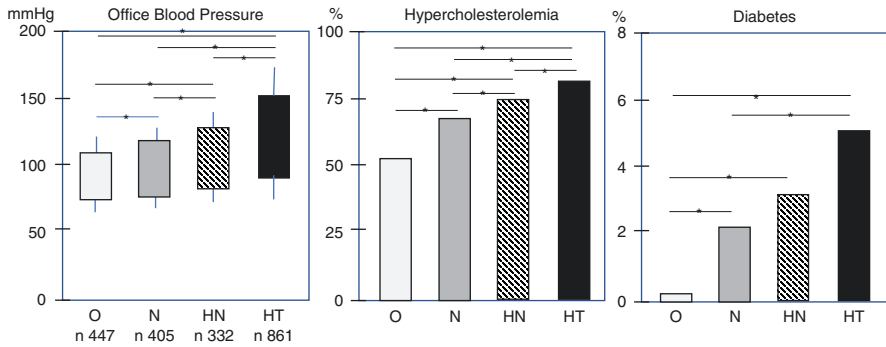 mmHg
Office Blood Pressure
200
150
100
50
0
O N HN HT
n 447 n 405 n 332 n 861
%
Hypercholesterolemia
100
75
50
25
0
O N HN HT
%
Diabetes
8
6
4
2
0
O N HN HT